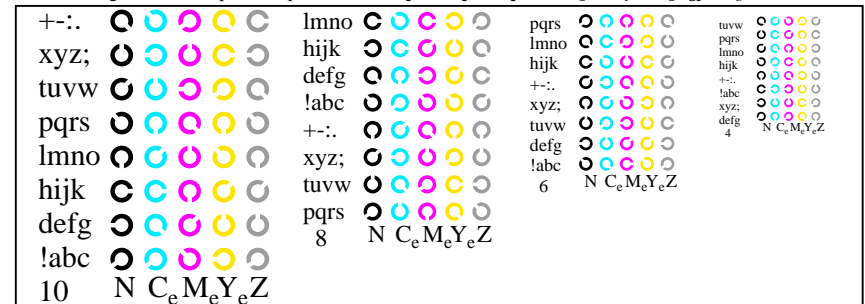 +-:.
xyz;
tuvw
pqrs
lmno
hijk
defg
!abc
10 N CeMeYeZ
lmno
hijk
defg
!abc
+-:.
xyz;
tuvw
pqrs
8 N CeMeYeZ
pqrs
lmno
hijk
+-:.
xyz;
tuvw
defg
!abc
6 N CeMeYeZ
tuvw
pqrs
lmno
hijk
+-:.
!abc
xyz;
defg
4 N CeMeYeZ